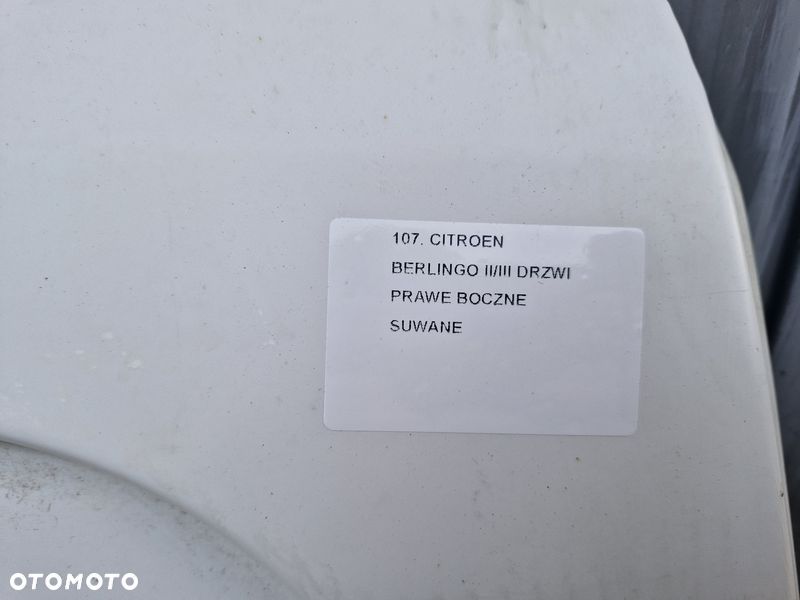 107. CITROEN
BERLINGO II/III DRZWI
PRAWE BOCZNE
SUWANE
OTOMOTO